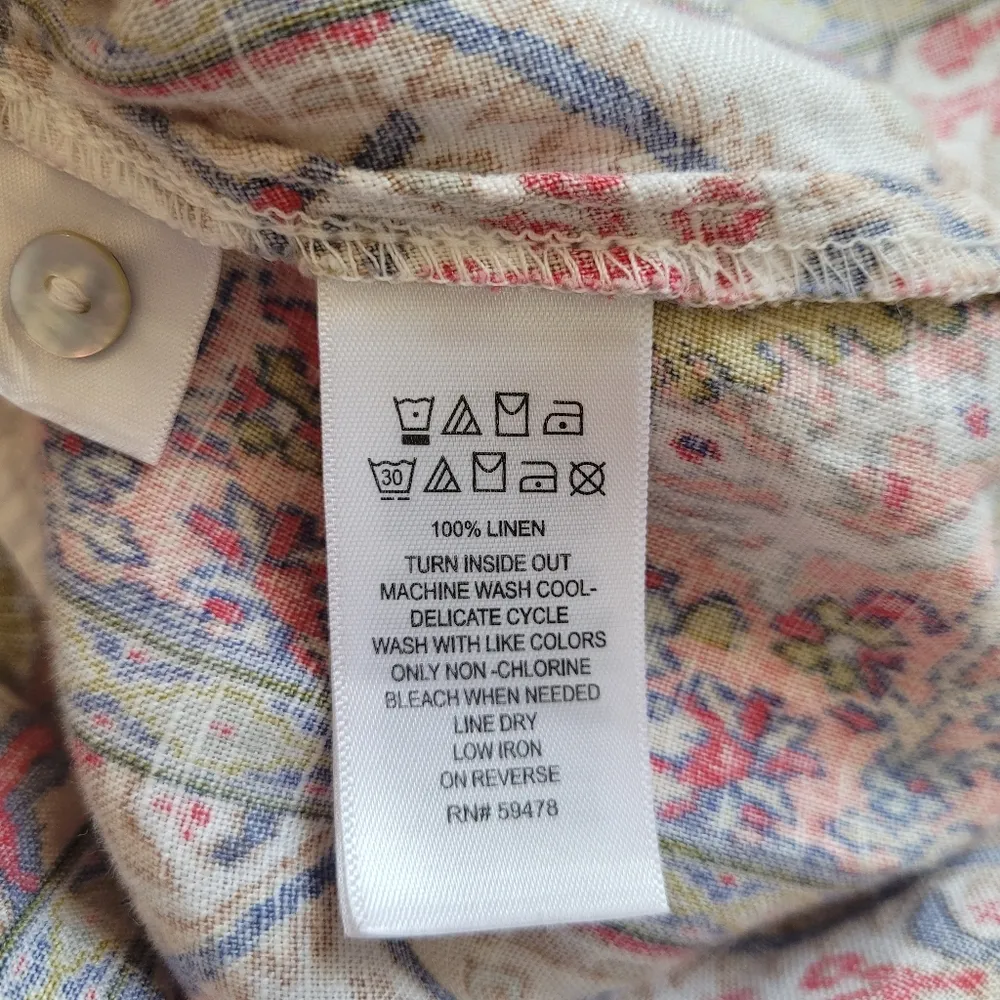 30
100% LINEN
TURN INSIDE OUT
MACHINE WASH COOL-
DELICATE CYCLE
WASH WITH LIKE COLORS
ONLY NON -CHLORINE
BLEACH WHEN NEEDED
LINE DRY
LOW IRON
ON REVERSE
RN# 59478